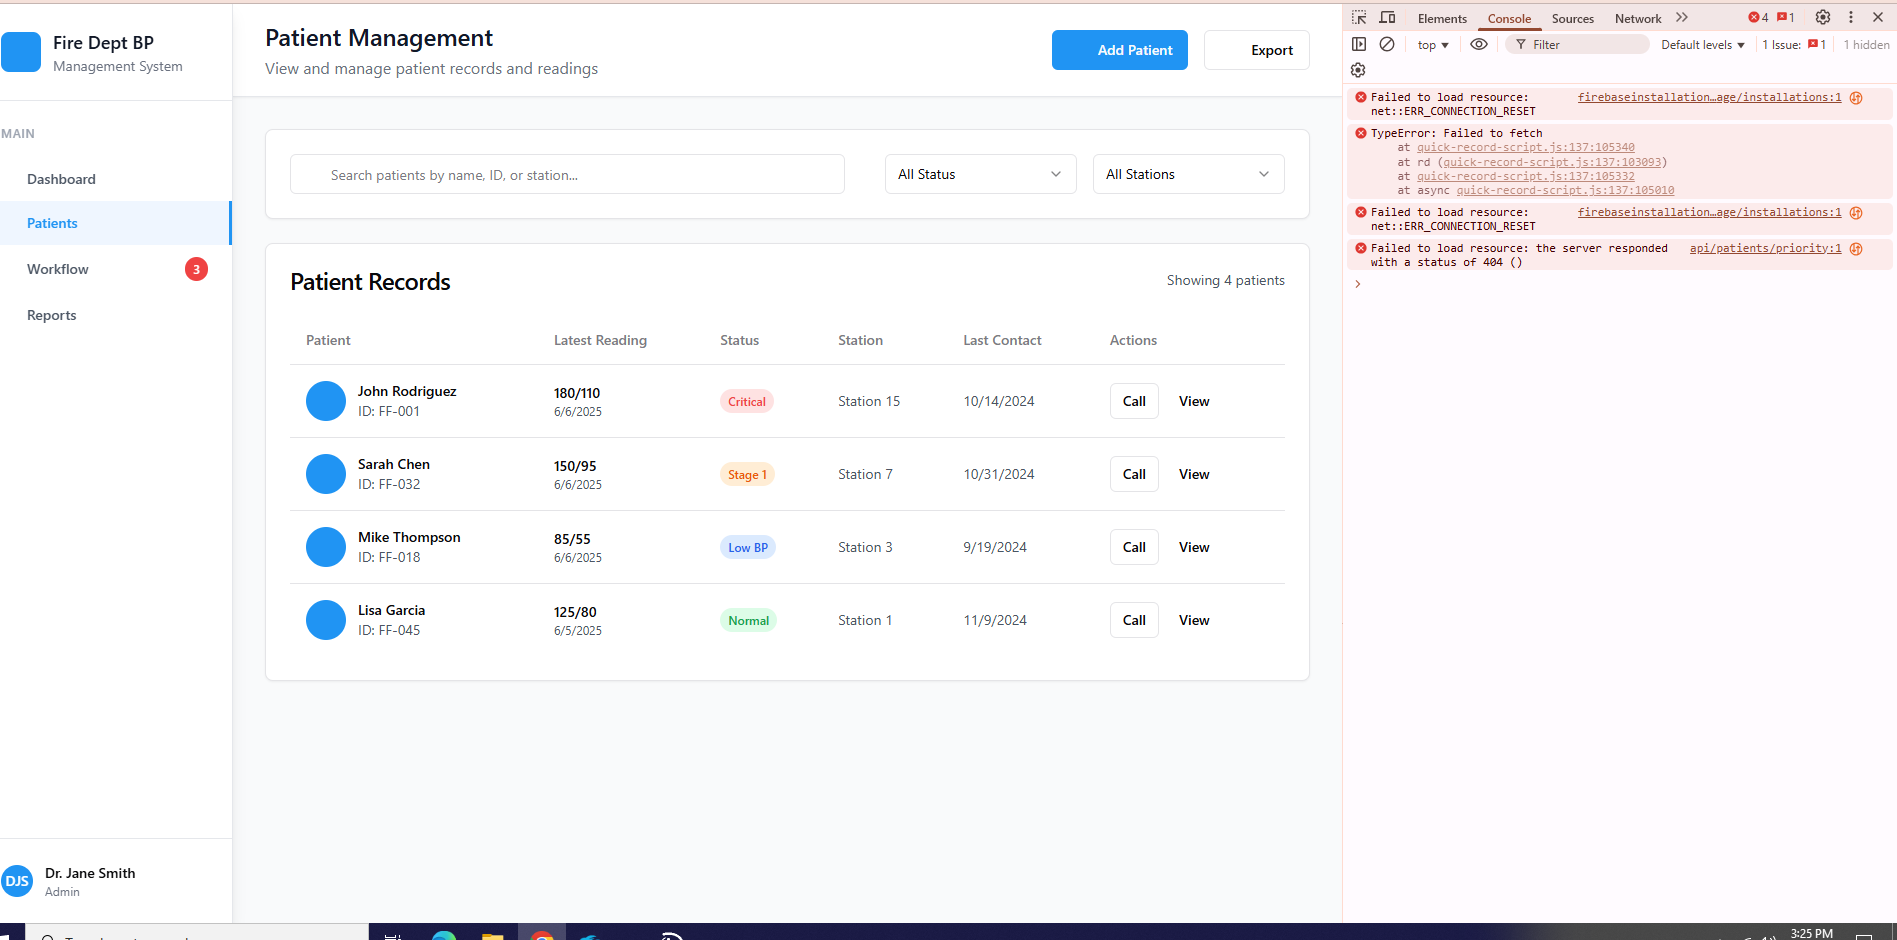 Fire Dept BP
Management System
MAIN
Dashboard
Patients
Workflow 3
Reports
DJS
Dr. Jane Smith
Admin
Patient Management
View and manage patient records and readings
Add Patient
Export
Search patients by name, ID, or station...
All Status
All Stations
Patient Records
Showing 4 patients
Patient Latest Reading Status Station Last Contact Actions
John Rodriguez
ID: FF-001
180/110
6/6/2025
Critical
Station 15
10/14/2024
Call
View
Sarah Chen
ID: FF-032
150/95
6/6/2025
Stage 1
Station 7
10/31/2024
Call
View
Mike Thompson
ID: FF-018
85/55
6/6/2025
Low BP
Station 3
9/19/2024
Call
View
Lisa Garcia
ID: FF-045
125/80
6/5/2025
Normal
Station 1
11/9/2024
Call
View
Elements Console Sources Network 4 1
top Filter Default levels 1 Issue: 1 1 hidden
Failed to load resource: firebaseinstallation…age/installations:1
net::ERR_CONNECTION_RESET
TypeError: Failed to fetch
at quick-record-script.js:137:105340
at rd (quick-record-script.js:137:103093)
at quick-record-script.js:137:105332
at async quick-record-script.js:137:105010
Failed to load resource: firebaseinstallation…age/installations:1
net::ERR_CONNECTION_RESET
Failed to load resource: the server responded api/patients/priority:1
with a status of 404 ()
3:25 PM